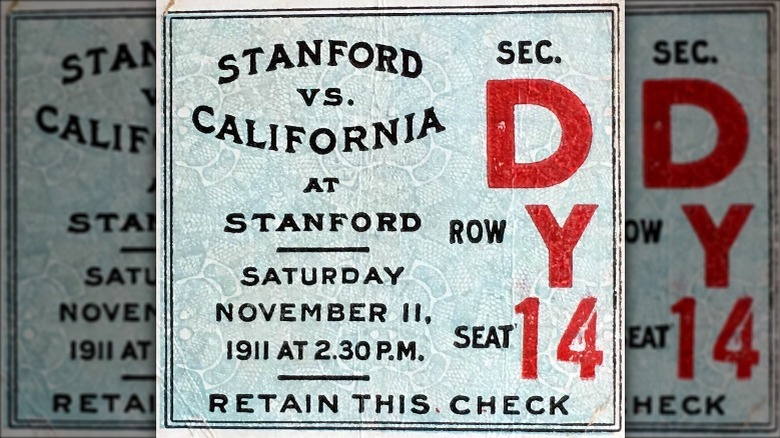 STANFORD
VS.
CALIFORNIA
AT
STANFORD
SATURDAY
NOVEMBER 11,
1911 AT 2.30 P.M.
SEC.
D
ROW Y
SEAT 14
RETAIN THIS CHECK